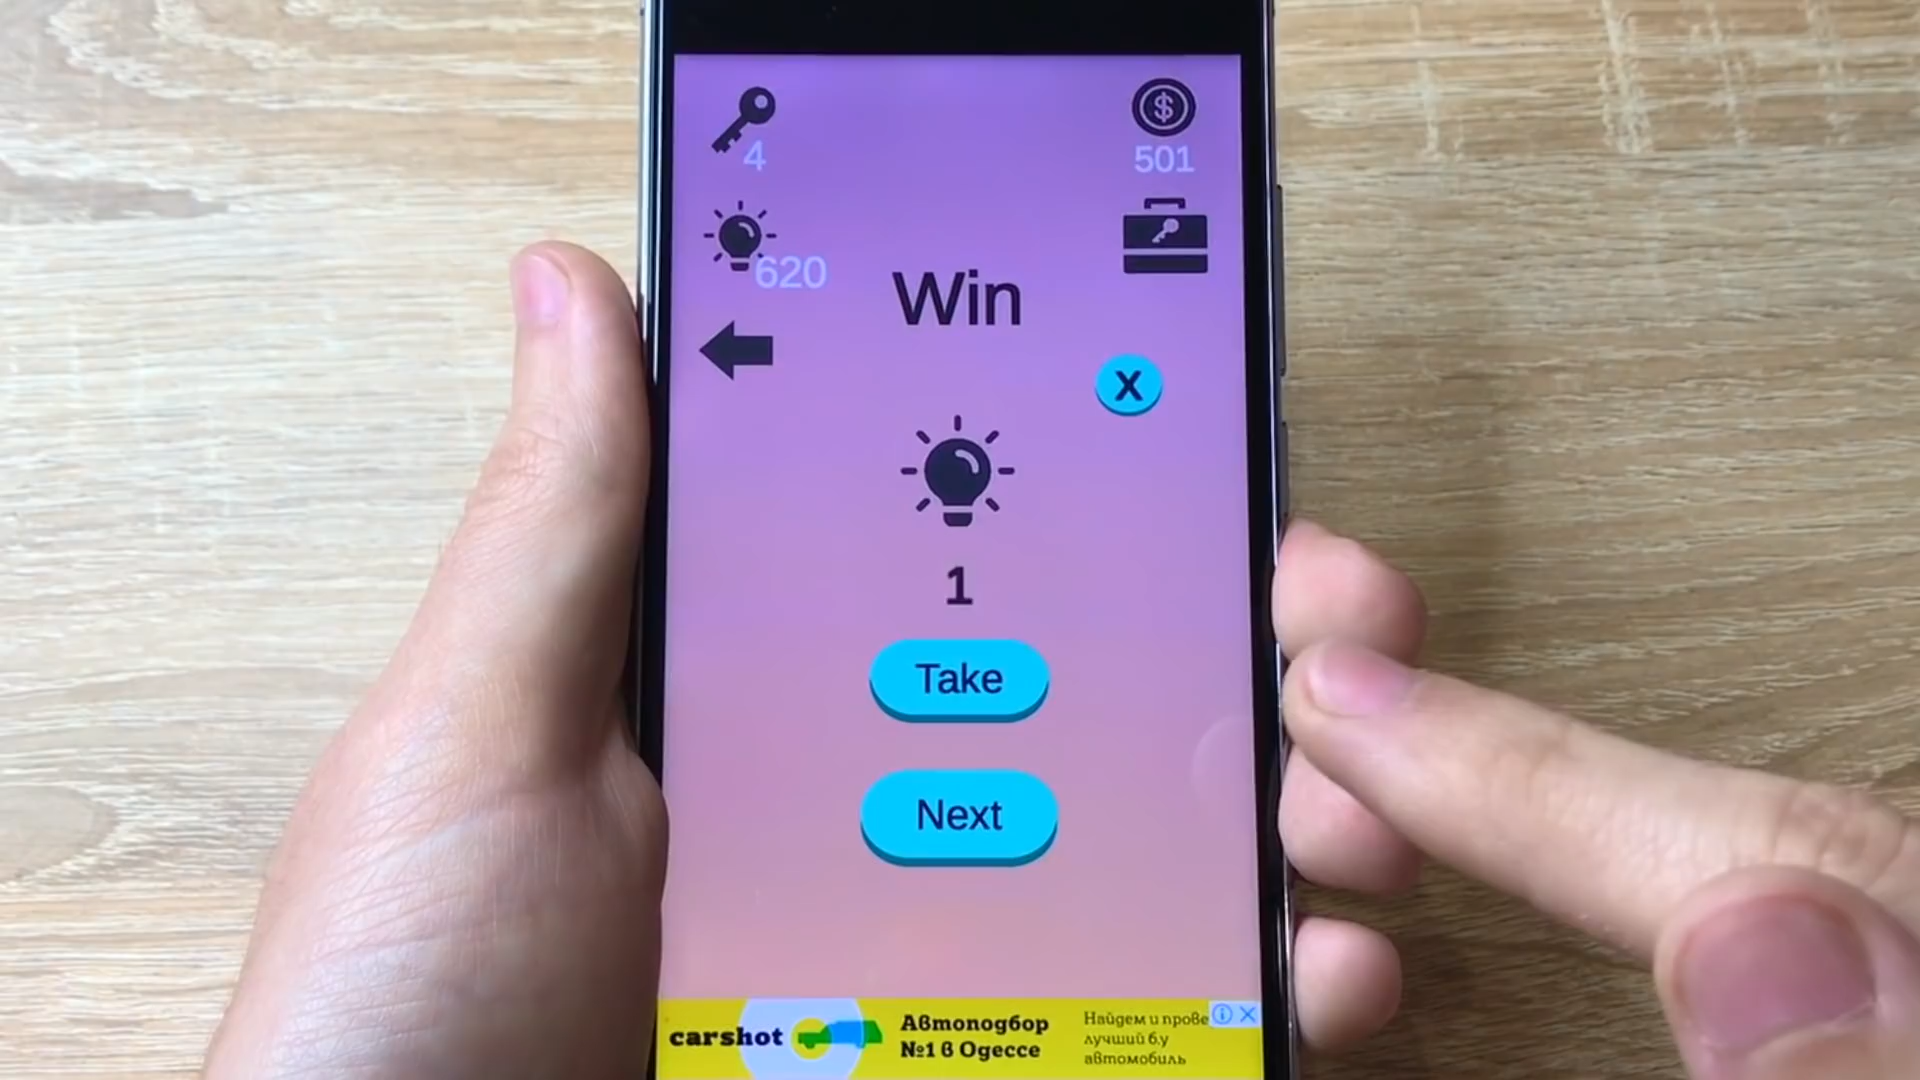 4
501
620
Win
X
1
Take
Next
carshot
Автоподбор
№1 в Одессе
Найдем и прове
лучший б.у
автомобиль